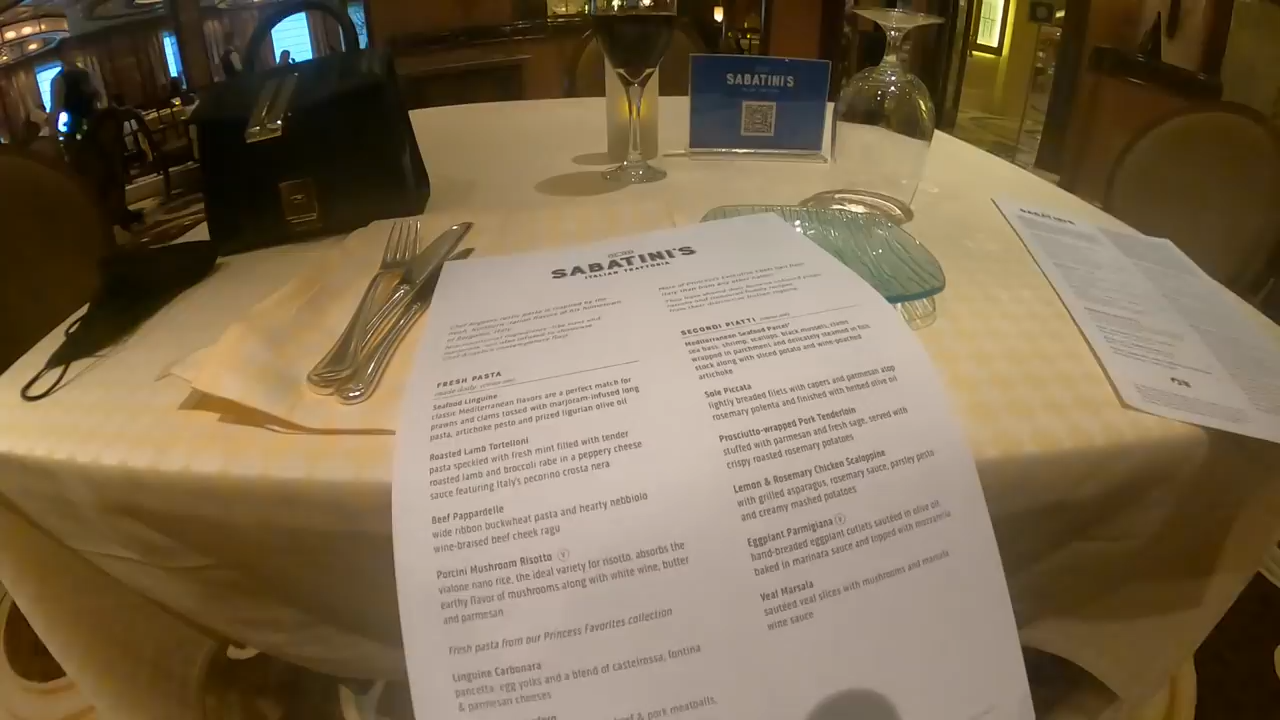 SABATINI'S
SABATINI'S
SABATINI'S
ITALIAN TRATTORIA
FRESH PASTA
made daily
Seafood Linguine
classic Mediterranean flavors are a perfect match for
prawns and clams tossed with marjoram-infused long
pasta, artichoke pesto and prized ligurian olive oil
Roasted Lamb Tortelloni
pasta speckled with fresh mint filled with tender
roasted lamb and broccoli rabe in a peppery cheese
sauce featuring Italy's pecorino crosta nera
Beef Pappardelle
wide ribbon buckwheat pasta and hearty nebbiolo
wine-braised beef cheek ragu
Porcini Mushroom Risotto V
vialone nano rice, the ideal variety for risotto, absorbs the
earthy flavor of mushrooms along with white wine, butter
and parmesan
Fresh pasta from our Princess Favorites collection
Linguine Carbonara
pancetta, egg yolks and a blend of castelrossa, fontina
& parmesan cheeses
pork meatballs,
SECONDI PIATTI
Mediterranean Seafood Parcel*
sea bass, shrimp, scallops, black mussels, clams
wrapped in parchment and delicately steamed in fish
stock along with sliced potato and wine-poached
artichoke
Sole Piccata
lightly breaded filets with capers and parmesan atop
rosemary polenta and finished with herbed olive oil
Prosciutto-wrapped Pork Tenderloin
stuffed with parmesan and fresh sage, served with
crispy roasted rosemary potatoes
Lemon & Rosemary Chicken Scaloppine
with grilled asparagus, rosemary sauce, parsley pesto
and creamy mashed potatoes
Eggplant Parmigiana V
hand-breaded eggplant cutlets sautéed in olive oil,
baked in marinara sauce and topped with mozzarella
Veal Marsala
sautéed veal slices with mushrooms and marsala
wine sauce